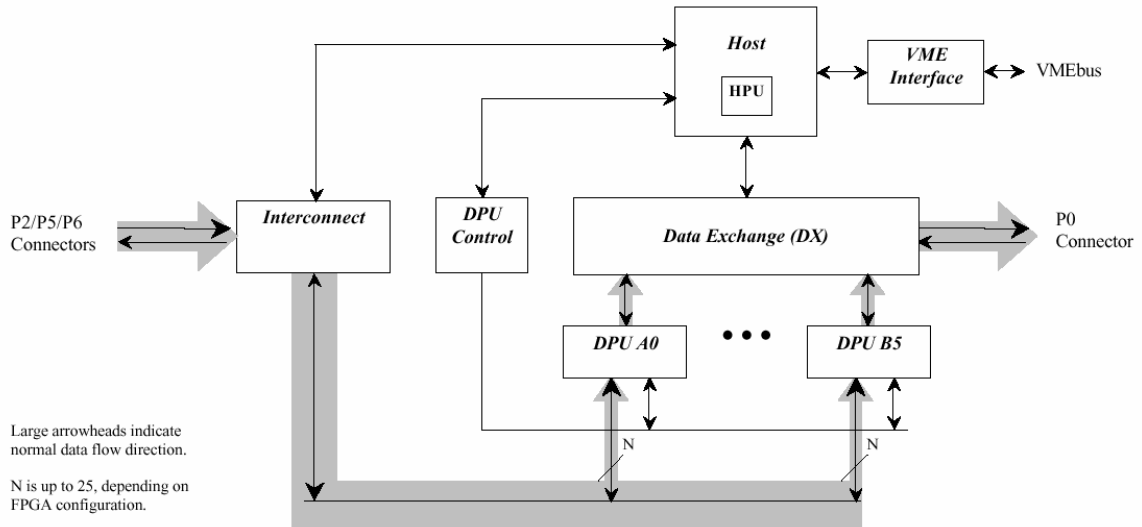 Host
HPU
VME
Interface
VMEbus
P2/P5/P6
Connectors
Interconnect
DPU
Control
Data Exchange (DX)
P0
Connector
DPU A0
•••
DPU B5
N
N
Large arrowheads indicate
normal data flow direction.
N is up to 25, depending on
FPGA configuration.